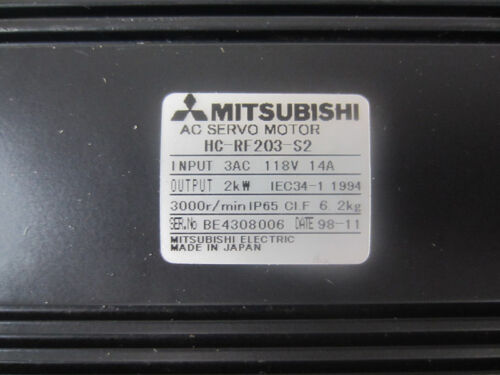 MITSUBISHI
AC SERVO MOTOR
HC-RF203-S2
INPUT 3AC 118V 14A
OUTPUT 2kW IEC34-1 1994
3000r/min IP65 Cl.F 6.2kg
SER.No BE4308006 DATE 98-11
MITSUBISHI ELECTRIC
MADE IN JAPAN